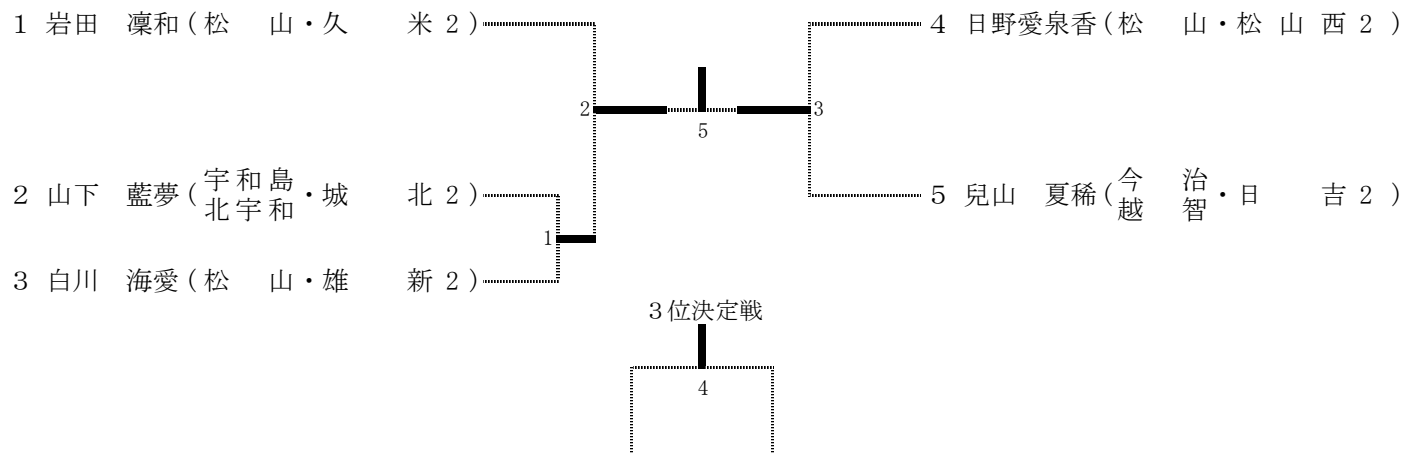 1 岩田　凜和(松　山・久　米 2)
4 日野愛泉香(松　山・松 山 西 2 )
2
3
5
2 山下　藍夢(宇和島北宇和・城　北 2)
5 兒山　夏稀(今　治越　智・日　吉 2 )
1
3 白川　海愛(松　山・雄　新 2)
３位決定戦
4